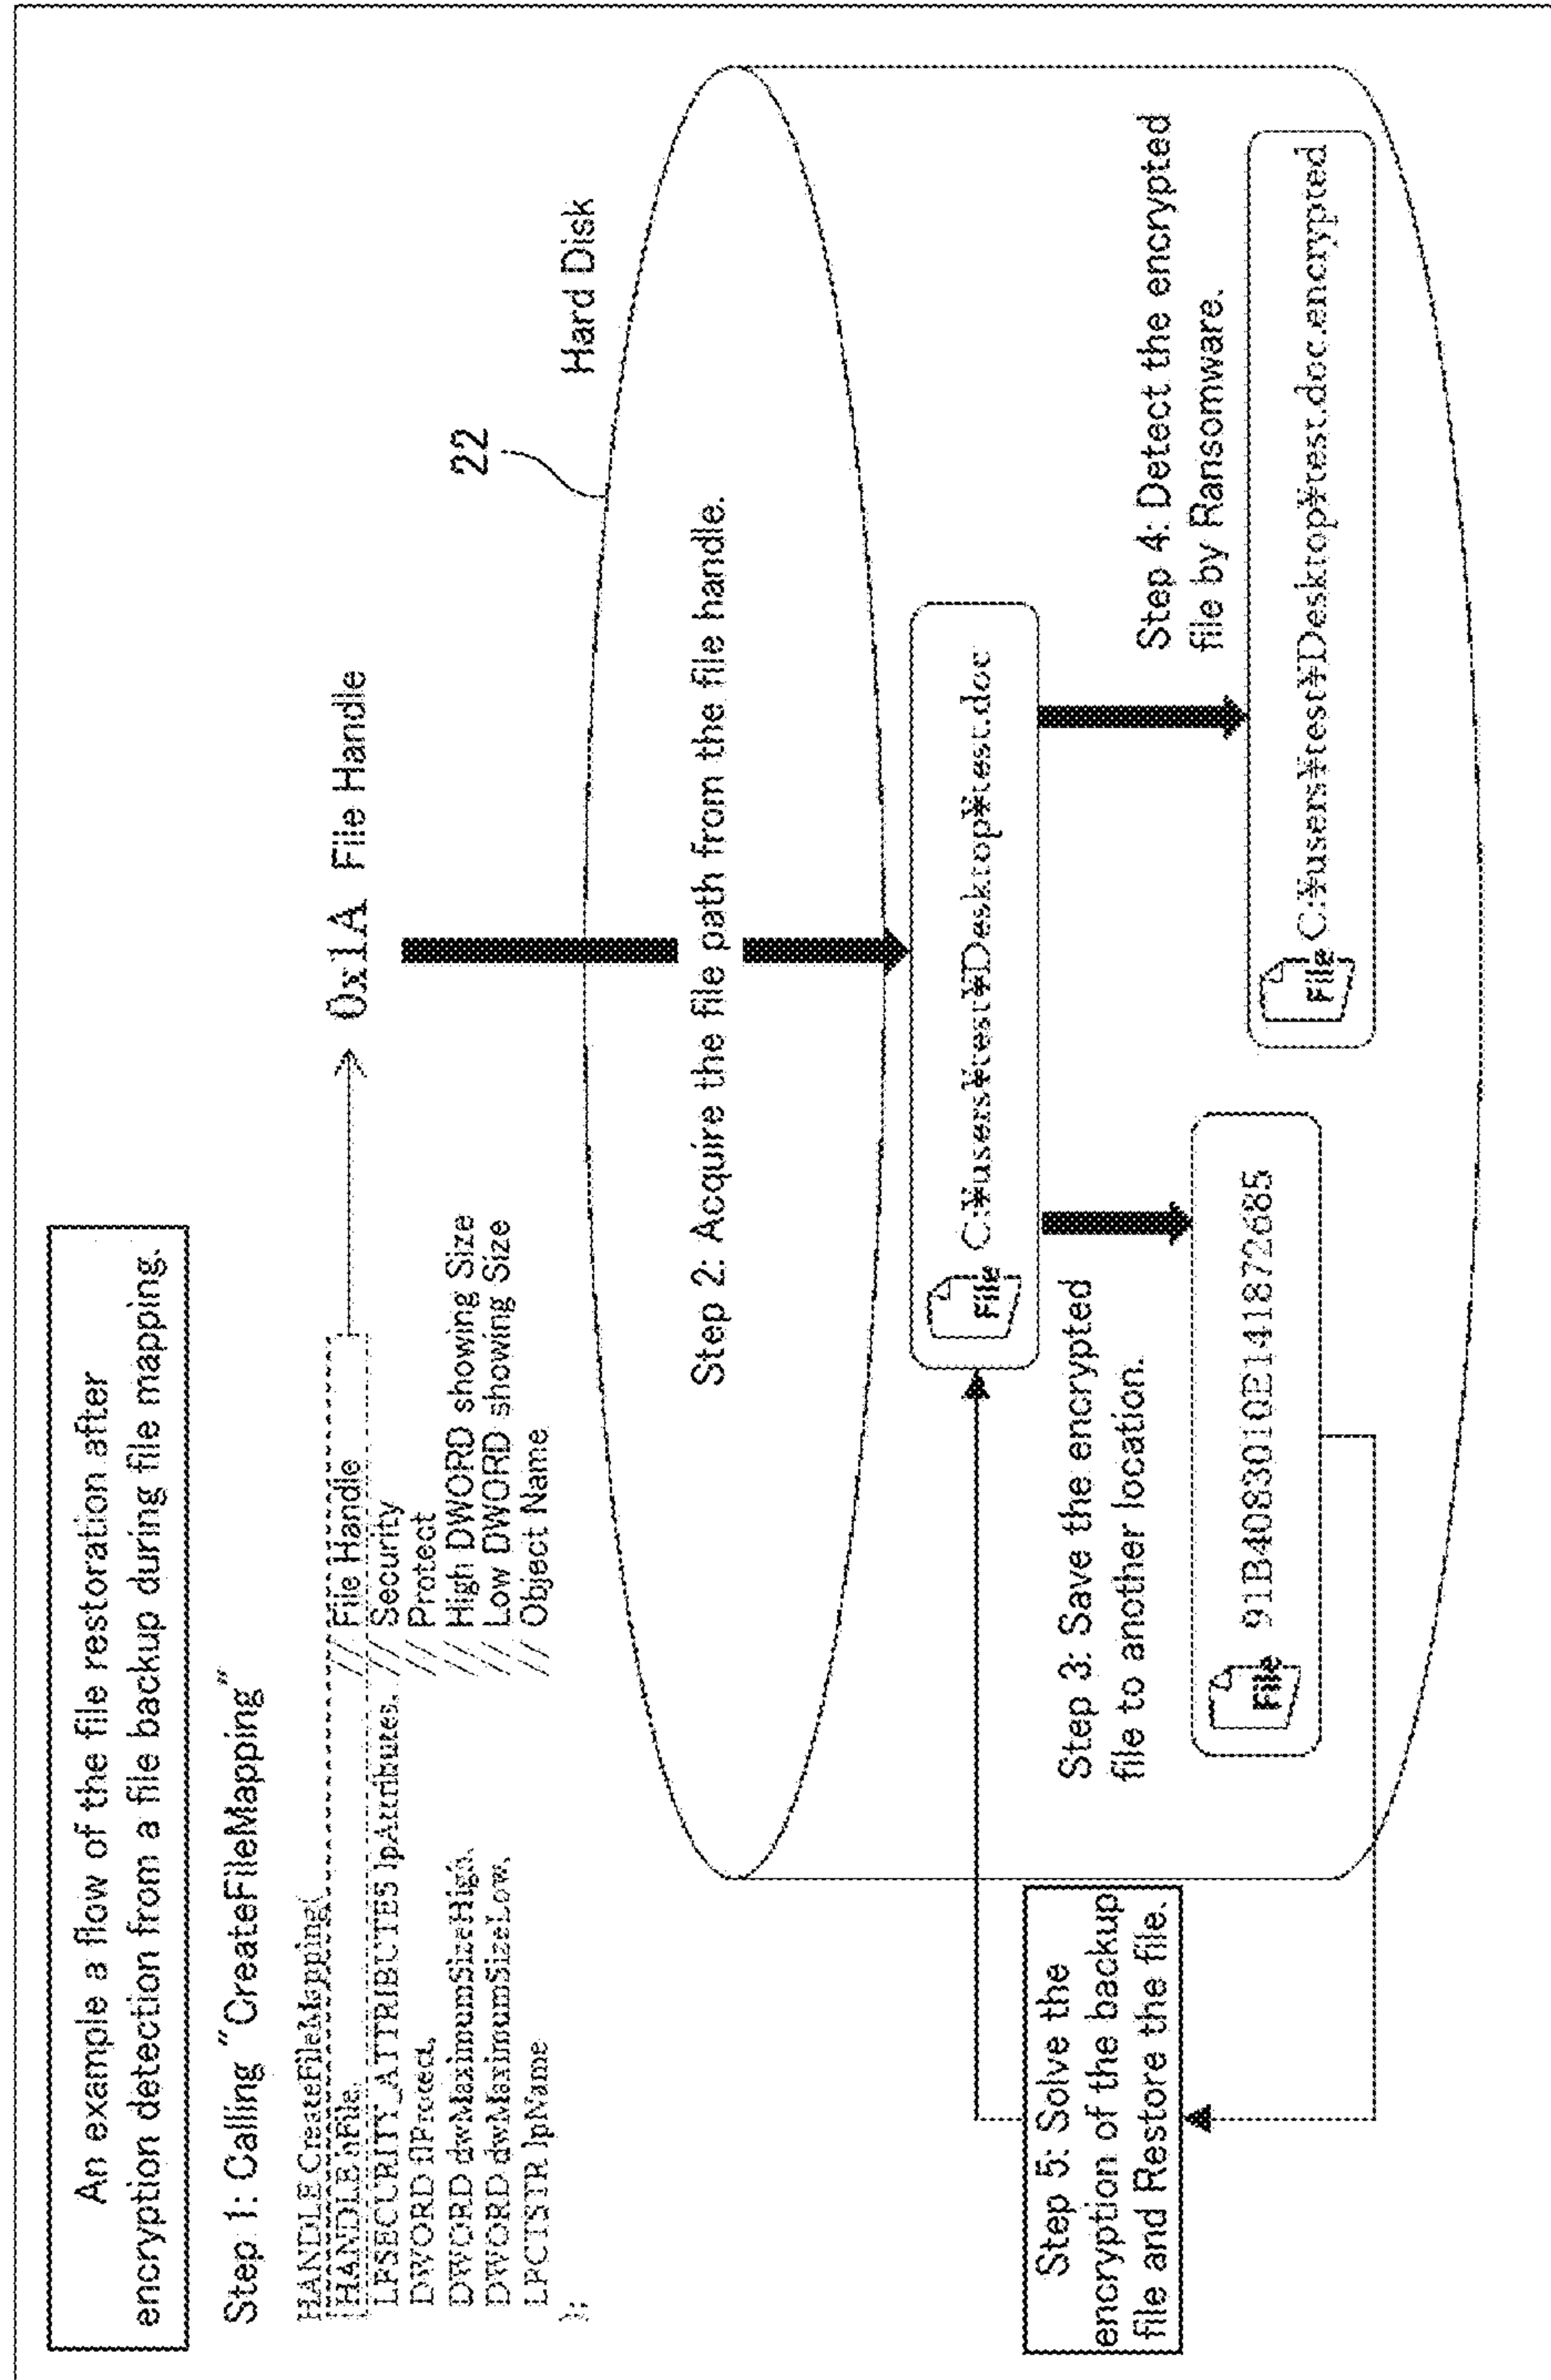 An example a flow of the file restoration after
encryption detection from a file backup during file mapping.
Step 1: Calling "CreateFileMapping"
HANDLE CreateFileMapping(
HANDLE hFile, // File Handle
LPSECURITY_ATTRIBUTES lpAttributes, // Security
DWORD flProtect, // Protect
DWORD dwMaximumSizeHigh, // High DWORD showing Size
DWORD dwMaximumSizeLow, // Low DWORD showing Size
LPCTSTR lpName // Object Name
);
0x1A File Handle
22
Hard Disk
Step 2: Acquire the file path from the file handle.
File C:¥users¥test¥Desktop¥test.doc
Step 3: Save the encrypted
file to another location.
File 91B4083010E141872685
Step 4: Detect the encrypted
file by Ransomware.
File C:¥users¥test¥Desktop¥test.doc.encrypted
Step 5: Solve the
encryption of the backup
file and Restore the file.